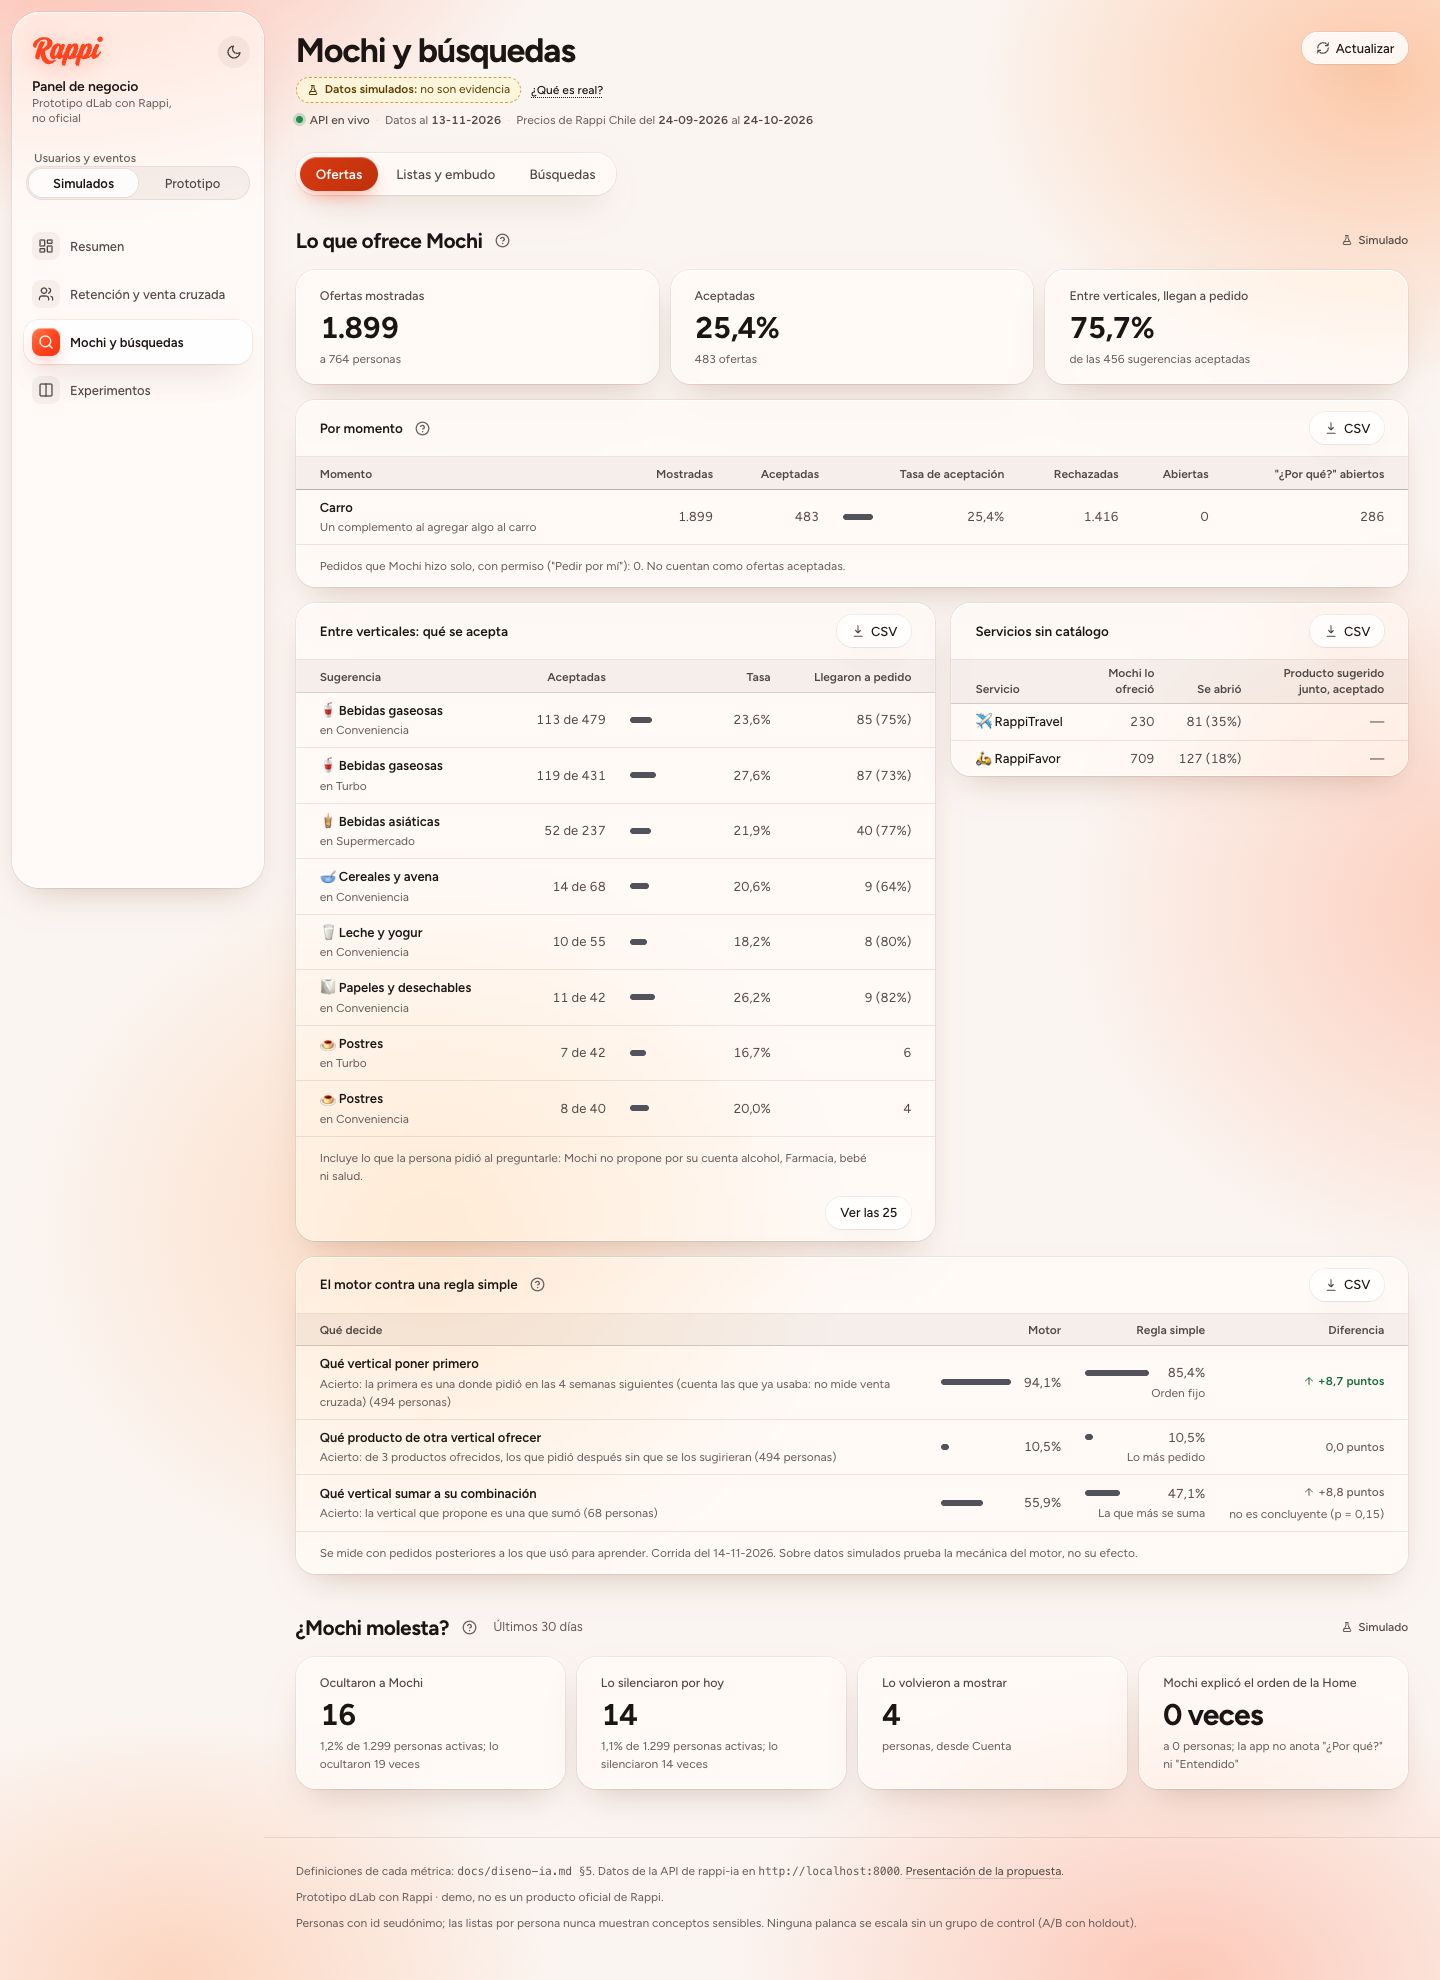 Rappi
Panel de negocio
Prototipo dLab con Rappi,
no oficial
Usuarios y eventos
Simulados
Prototipo
Resumen
Retención y venta cruzada
Mochi y búsquedas
Experimentos
Mochi y búsquedas
Actualizar
Datos simulados: no son evidencia
¿Qué es real?
API en vivo · Datos al 13-11-2026 · Precios de Rappi Chile del 24-09-2026 al 24-10-2026
Ofertas
Listas y embudo
Búsquedas
Lo que ofrece Mochi
Simulado
Ofertas mostradas
1.899
a 764 personas
Aceptadas
25,4%
483 ofertas
Entre verticales, llegan a pedido
75,7%
de las 456 sugerencias aceptadas
Por momento
CSV
Momento Mostradas Aceptadas Tasa de aceptación Rechazadas Abiertas "¿Por qué?" abiertos
Carro
Un complemento al agregar algo al carro
1.899 483 25,4% 1.416 0 286
Pedidos que Mochi hizo solo, con permiso ("Pedir por mí"): 0. No cuentan como ofertas aceptadas.
Entre verticales: qué se acepta
CSV
Sugerencia Aceptadas Tasa Llegaron a pedido
Bebidas gaseosas
en Conveniencia
113 de 479 23,6% 85 (75%)
Bebidas gaseosas
en Turbo
119 de 431 27,6% 87 (73%)
Bebidas asiáticas
en Supermercado
52 de 237 21,9% 40 (77%)
Cereales y avena
en Conveniencia
14 de 68 20,6% 9 (64%)
Leche y yogur
en Conveniencia
10 de 55 18,2% 8 (80%)
Papeles y desechables
en Conveniencia
11 de 42 26,2% 9 (82%)
Postres
en Turbo
7 de 42 16,7% 6
Postres
en Conveniencia
8 de 40 20,0% 4
Incluye lo que la persona pidió al preguntarle: Mochi no propone por su cuenta alcohol, Farmacia, bebé
ni salud.
Ver las 25
Servicios sin catálogo
CSV
Servicio
Mochi lo
ofreció
Se abrió
Producto sugerido
junto, aceptado
RappiTravel 230 81 (35%) —
RappiFavor 709 127 (18%) —
El motor contra una regla simple
CSV
Qué decide Motor Regla simple Diferencia
Qué vertical poner primero
Acierto: la primera es una donde pidió en las 4 semanas siguientes (cuenta las que ya usaba: no mide venta
cruzada) (494 personas)
94,1%
85,4%
Orden fijo
↑ +8,7 puntos
Qué producto de otra vertical ofrecer
Acierto: de 3 productos ofrecidos, los que pidió después sin que se los sugirieran (494 personas)
10,5%
10,5%
Lo más pedido
0,0 puntos
Qué vertical sumar a su combinación
Acierto: la vertical que propone es una que sumó (68 personas)
55,9%
47,1%
La que más se suma
↑ +8,8 puntos
no es concluyente (p = 0,15)
Se mide con pedidos posteriores a los que usó para aprender. Corrida del 14-11-2026. Sobre datos simulados prueba la mecánica del motor, no su efecto.
¿Mochi molesta?
Últimos 30 días
Simulado
Ocultaron a Mochi
16
1,2% de 1.299 personas activas; lo
ocultaron 19 veces
Lo silenciaron por hoy
14
1,1% de 1.299 personas activas; lo
silenciaron 14 veces
Lo volvieron a mostrar
4
personas, desde Cuenta
Mochi explicó el orden de la Home
0 veces
a 0 personas; la app no anota "¿Por qué?"
ni "Entendido"
Definiciones de cada métrica: docs/diseno-ia.md §5. Datos de la API de rappi-ia en http://localhost:8000. Presentación de la propuesta.
Prototipo dLab con Rappi · demo, no es un producto oficial de Rappi.
Personas con id seudónimo; las listas por persona nunca muestran conceptos sensibles. Ninguna palanca se escala sin un grupo de control (A/B con holdout).